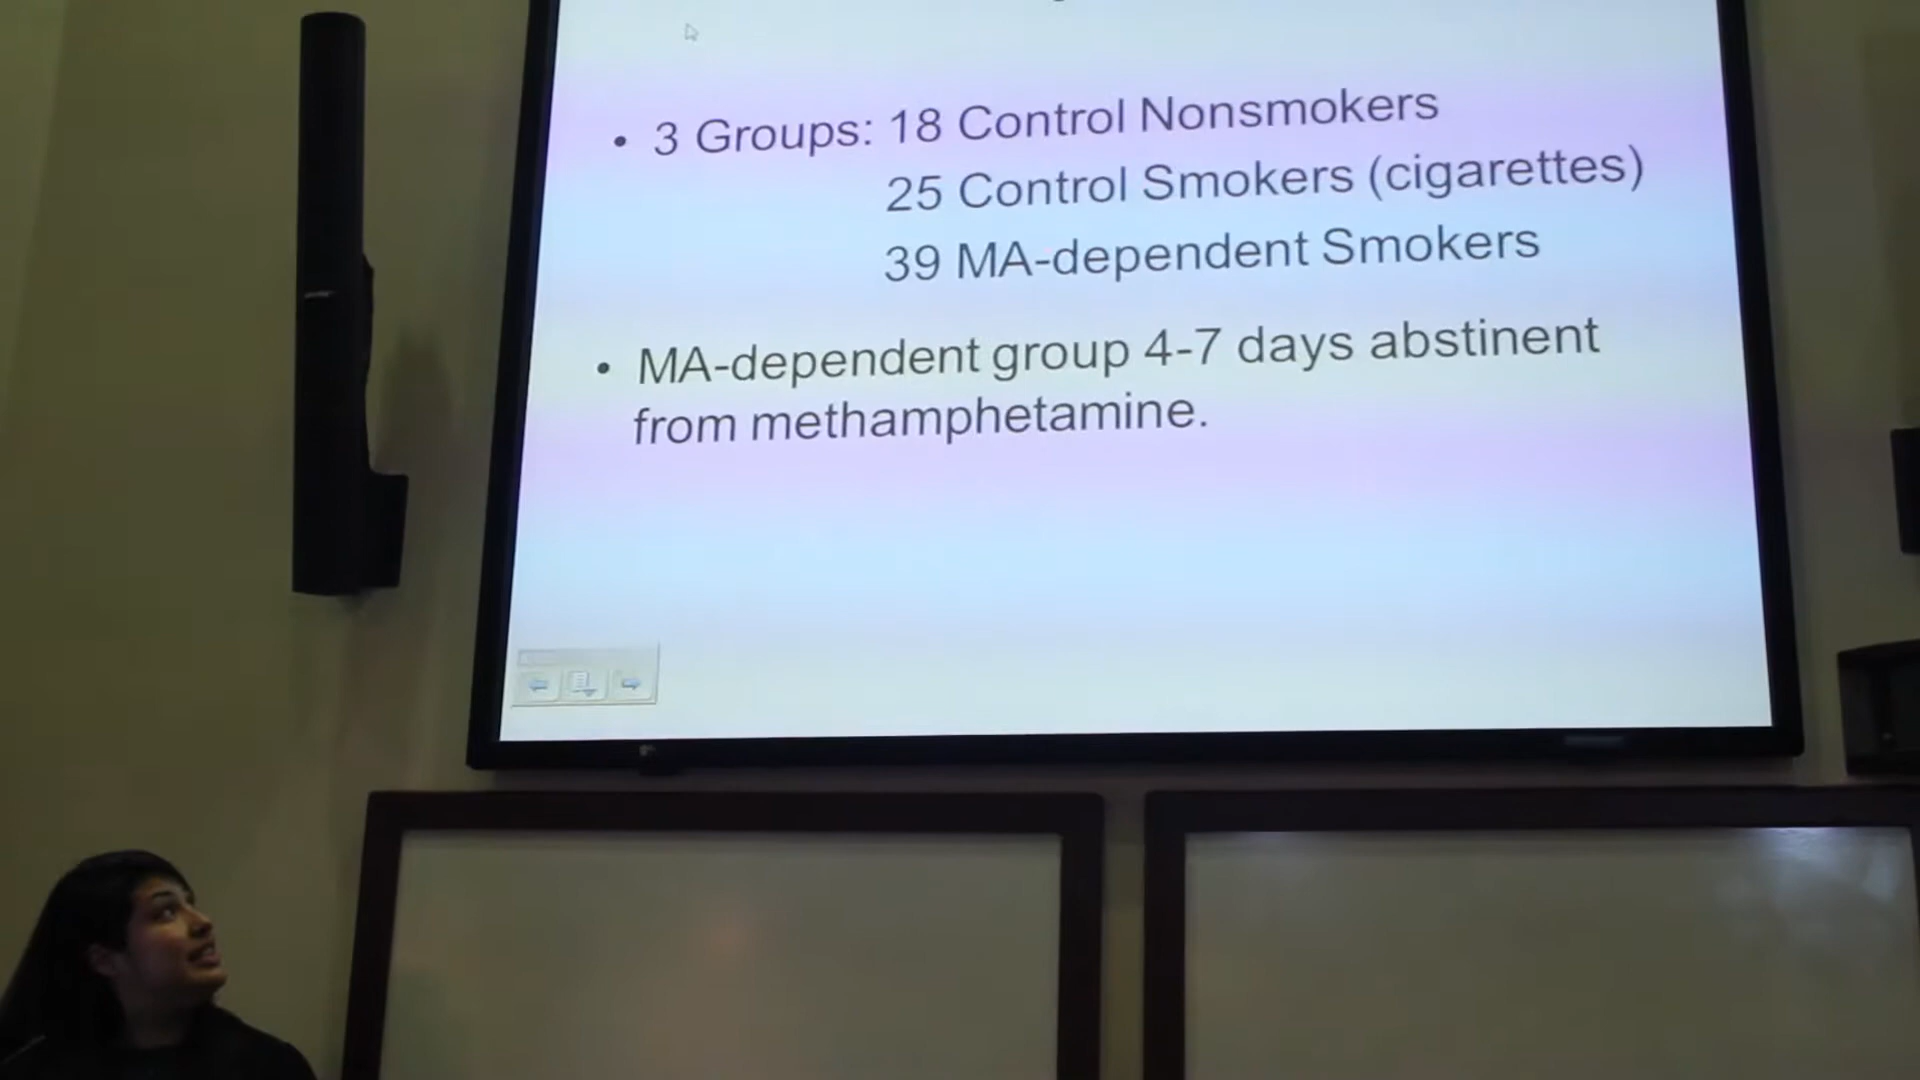 • 3 Groups: 18 Control Nonsmokers
25 Control Smokers (cigarettes)
39 MA-dependent Smokers
• MA-dependent group 4-7 days abstinent
from methamphetamine.